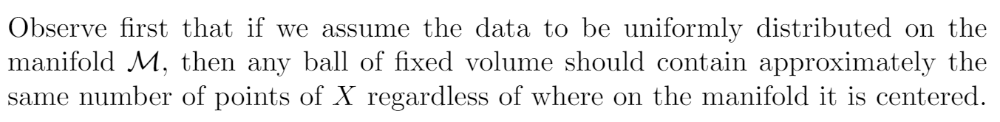 Observe first that if we assume the data to be uniformly distributed on the
manifold ℳ, then any ball of fixed volume should contain approximately the
same number of points of X regardless of where on the manifold it is centered.